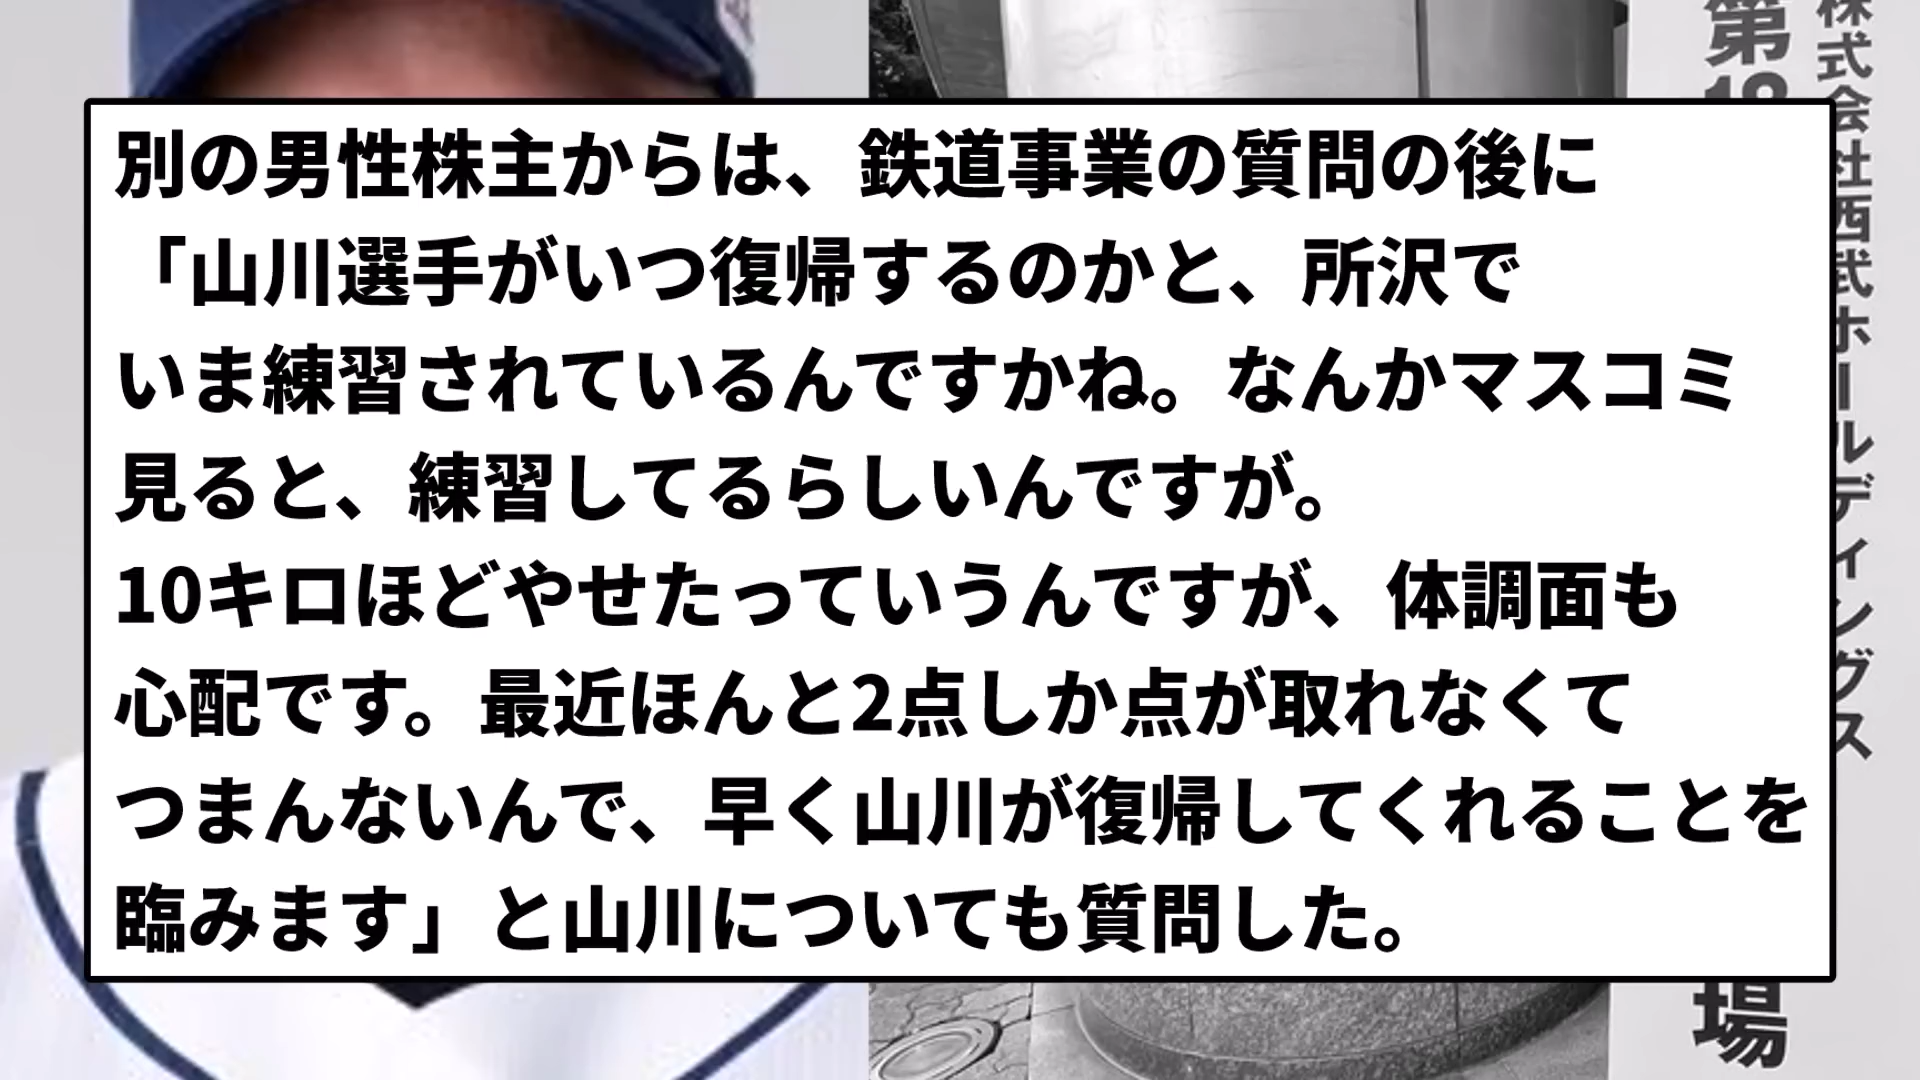 別の男性株主からは、鉄道事業の質問の後に
「山川選手がいつ復帰するのかと、所沢で
いま練習されているんですかね。なんかマスコミ
見ると、練習してるらしいんですが。
10キロほどやせたっていうんですが、体調面も
心配です。最近ほんと2点しか点が取れなくて
つまんないんで、早く山川が復帰してくれることを
臨みます」と山川についても質問した。
株式会社西武ホールディングス
第18
場